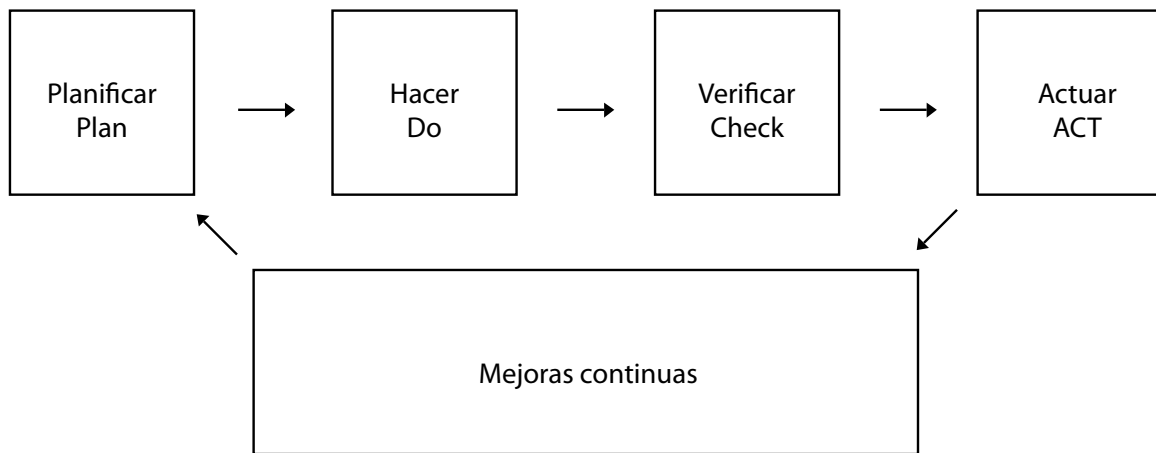 Planificar
Plan
Hacer
Do
Verificar
Check
Actuar
ACT
Mejoras continuas